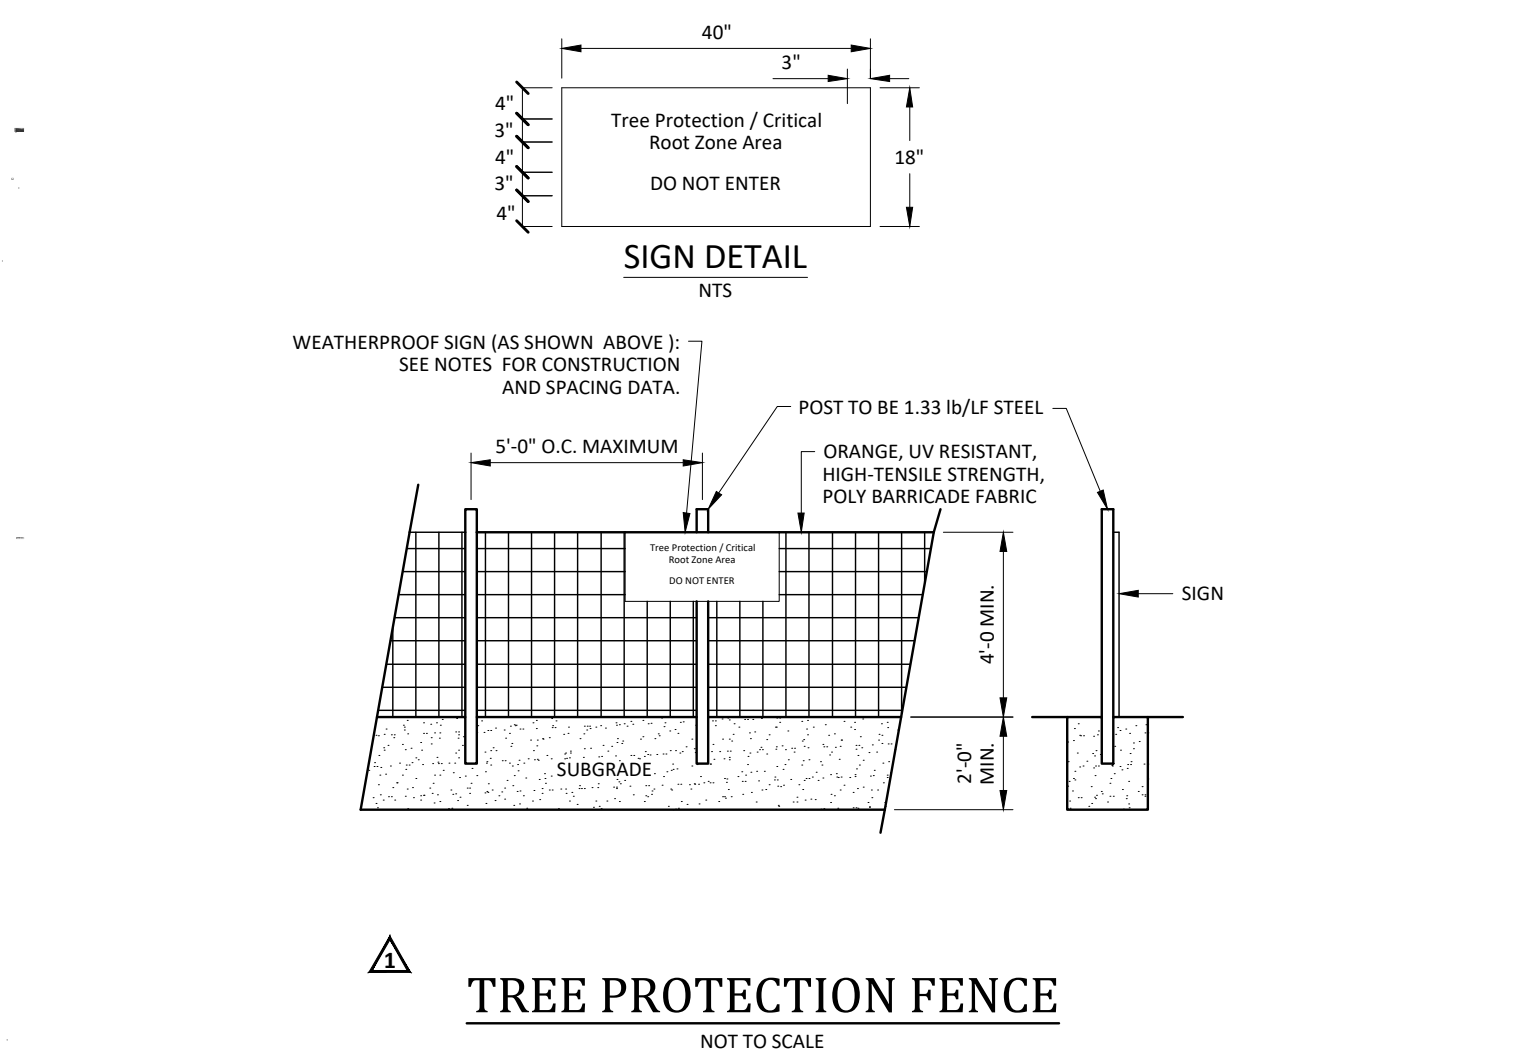 40"
3"
4"
3"
4"
3"
4"
18"
Tree Protection / Critical
Root Zone Area
DO NOT ENTER
SIGN DETAIL
NTS
WEATHERPROOF SIGN (AS SHOWN ABOVE ):
SEE NOTES FOR CONSTRUCTION
AND SPACING DATA.
POST TO BE 1.33 lb/LF STEEL
5'-0" O.C. MAXIMUM
ORANGE, UV RESISTANT,
HIGH-TENSILE STRENGTH,
POLY BARRICADE FABRIC
Tree Protection / Critical
Root Zone Area
DO NOT ENTER
4'-0 MIN.
SIGN
2'-0"
MIN.
SUBGRADE
1
TREE PROTECTION FENCE
NOT TO SCALE